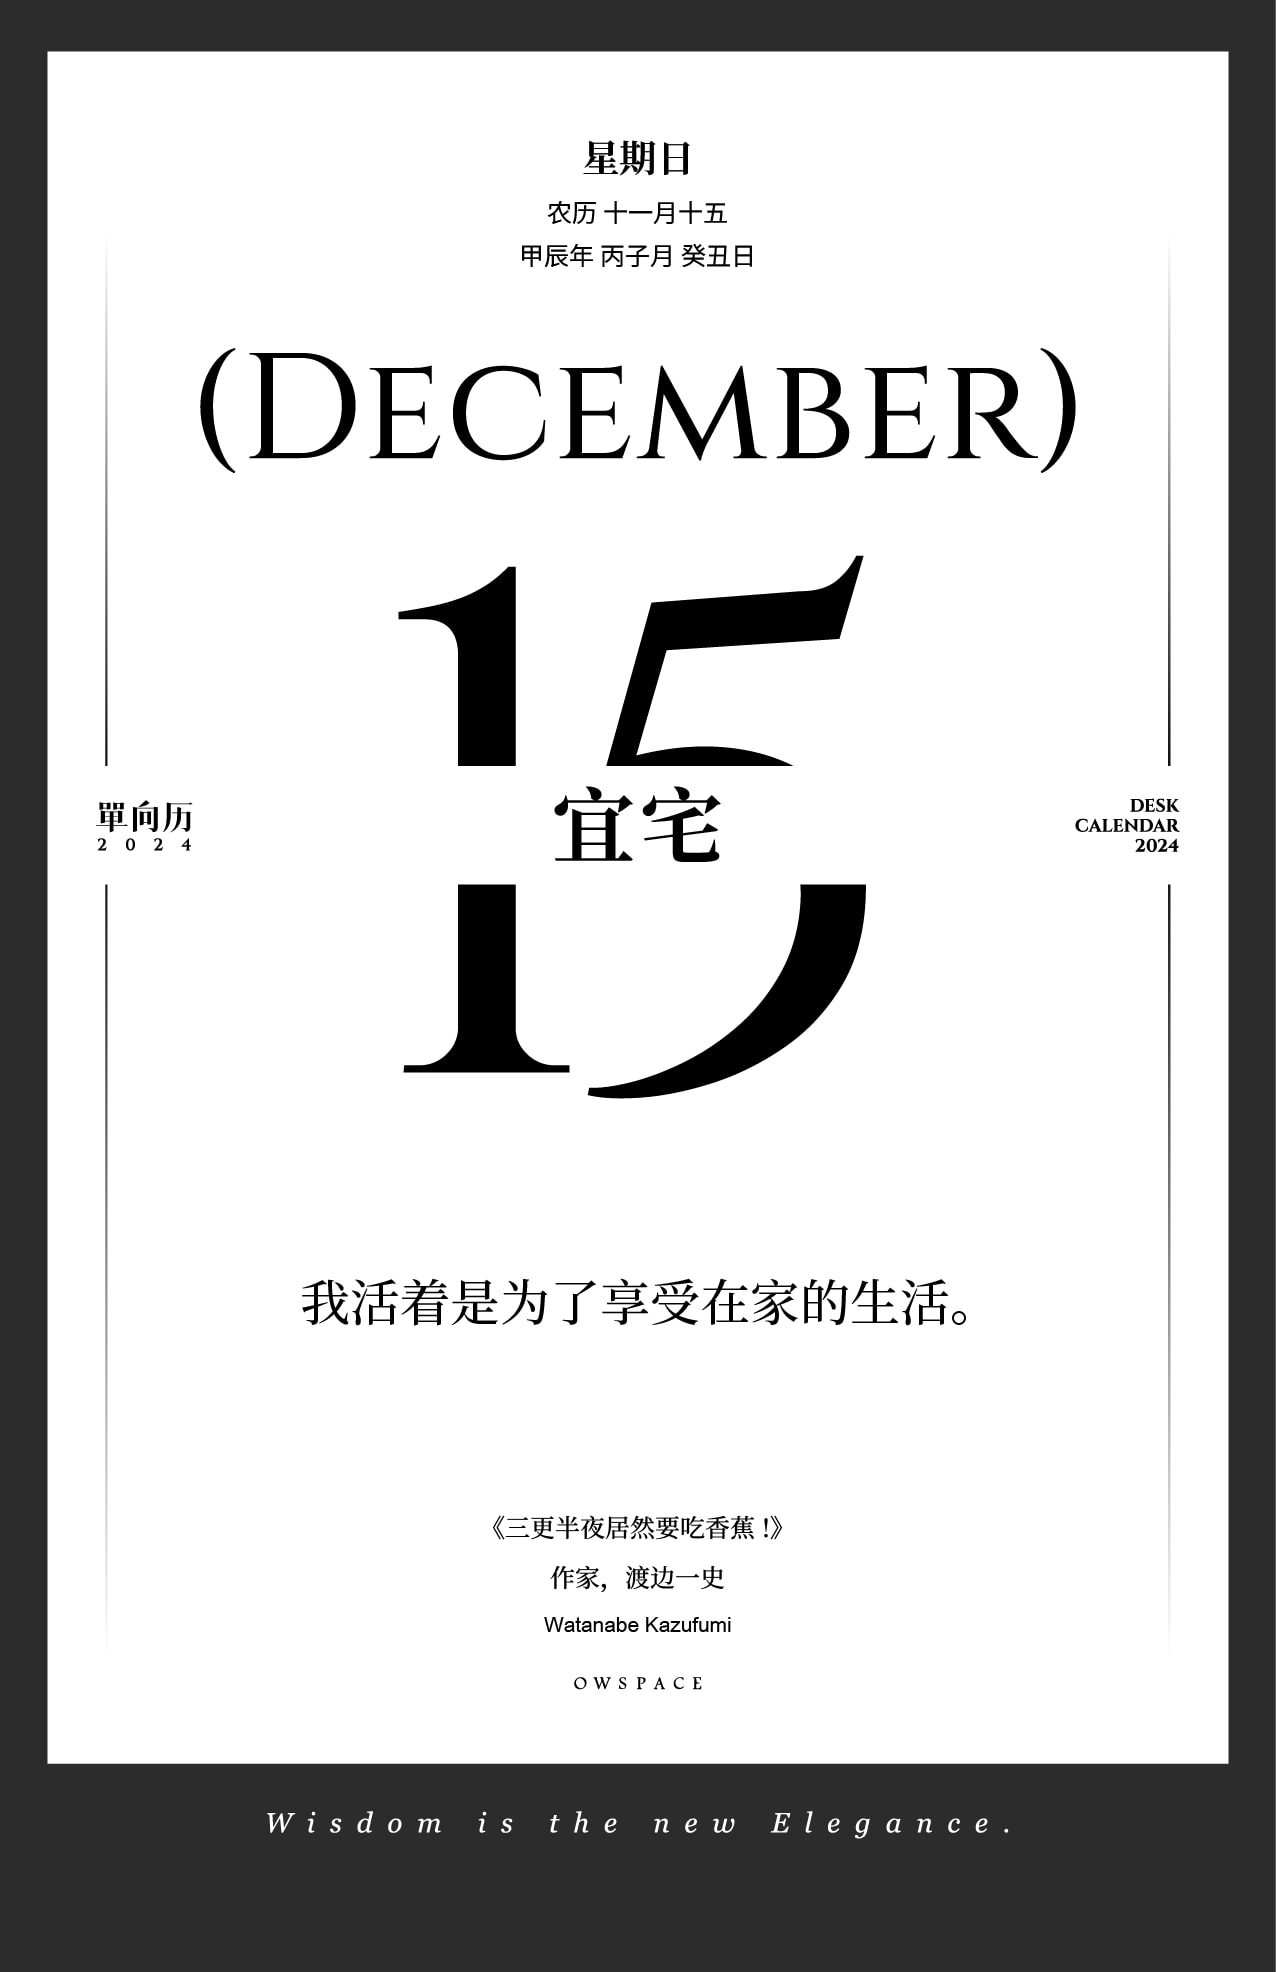 星期日
农历 十一月十五
甲辰年 丙子月 癸丑日
(DECEMBER)
15
單向历
2024
宜宅
DESK
CALENDAR
2024
我活着是为了享受在家的生活。
《三更半夜居然要吃香蕉!》
作家，渡边一史
Watanabe Kazufumi
OWSPACE
Wisdom is the new Elegance.